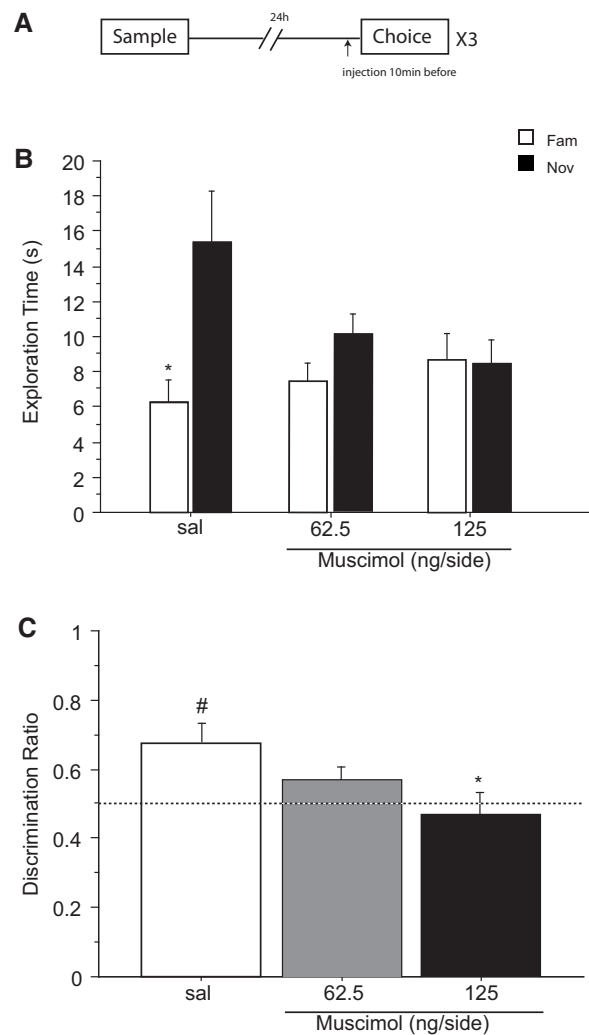 A
Sample
24h
Choice
X3
injection 10min before
B
Fam
Nov
Exploration Time (s)
20
18
16
14
12
10
8
6
4
2
0
*
sal
62.5
125
Muscimol (ng/side)
C
Discrimination Ratio
1
0.8
0.6
0.4
0.2
0
#
*
sal
62.5
125
Muscimol (ng/side)